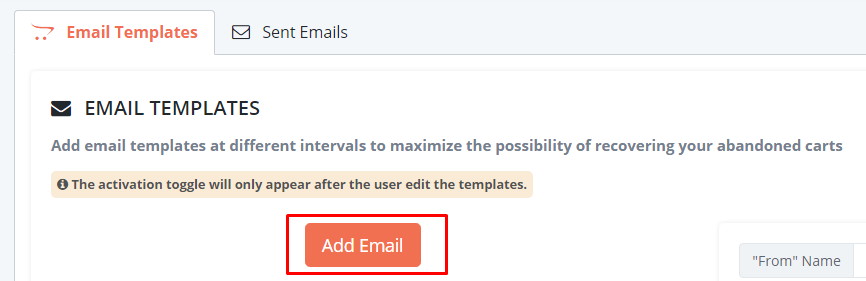 Email Templates Sent Emails
EMAIL TEMPLATES
Add email templates at different intervals to maximize the possibility of recovering your abandoned carts
The activation toggle will only appear after the user edit the templates.
Add Email
"From" Name